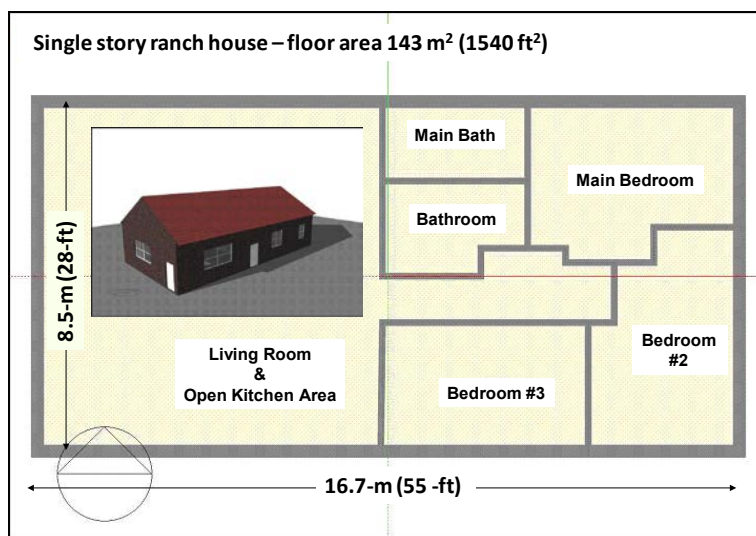 Single story ranch house – floor area 143 m² (1540 ft²)
Main Bath
Main Bedroom
Bathroom
8.5-m (28-ft)
Living Room
&
Open Kitchen Area
Bedroom
#2
Bedroom #3
16.7-m (55 -ft)